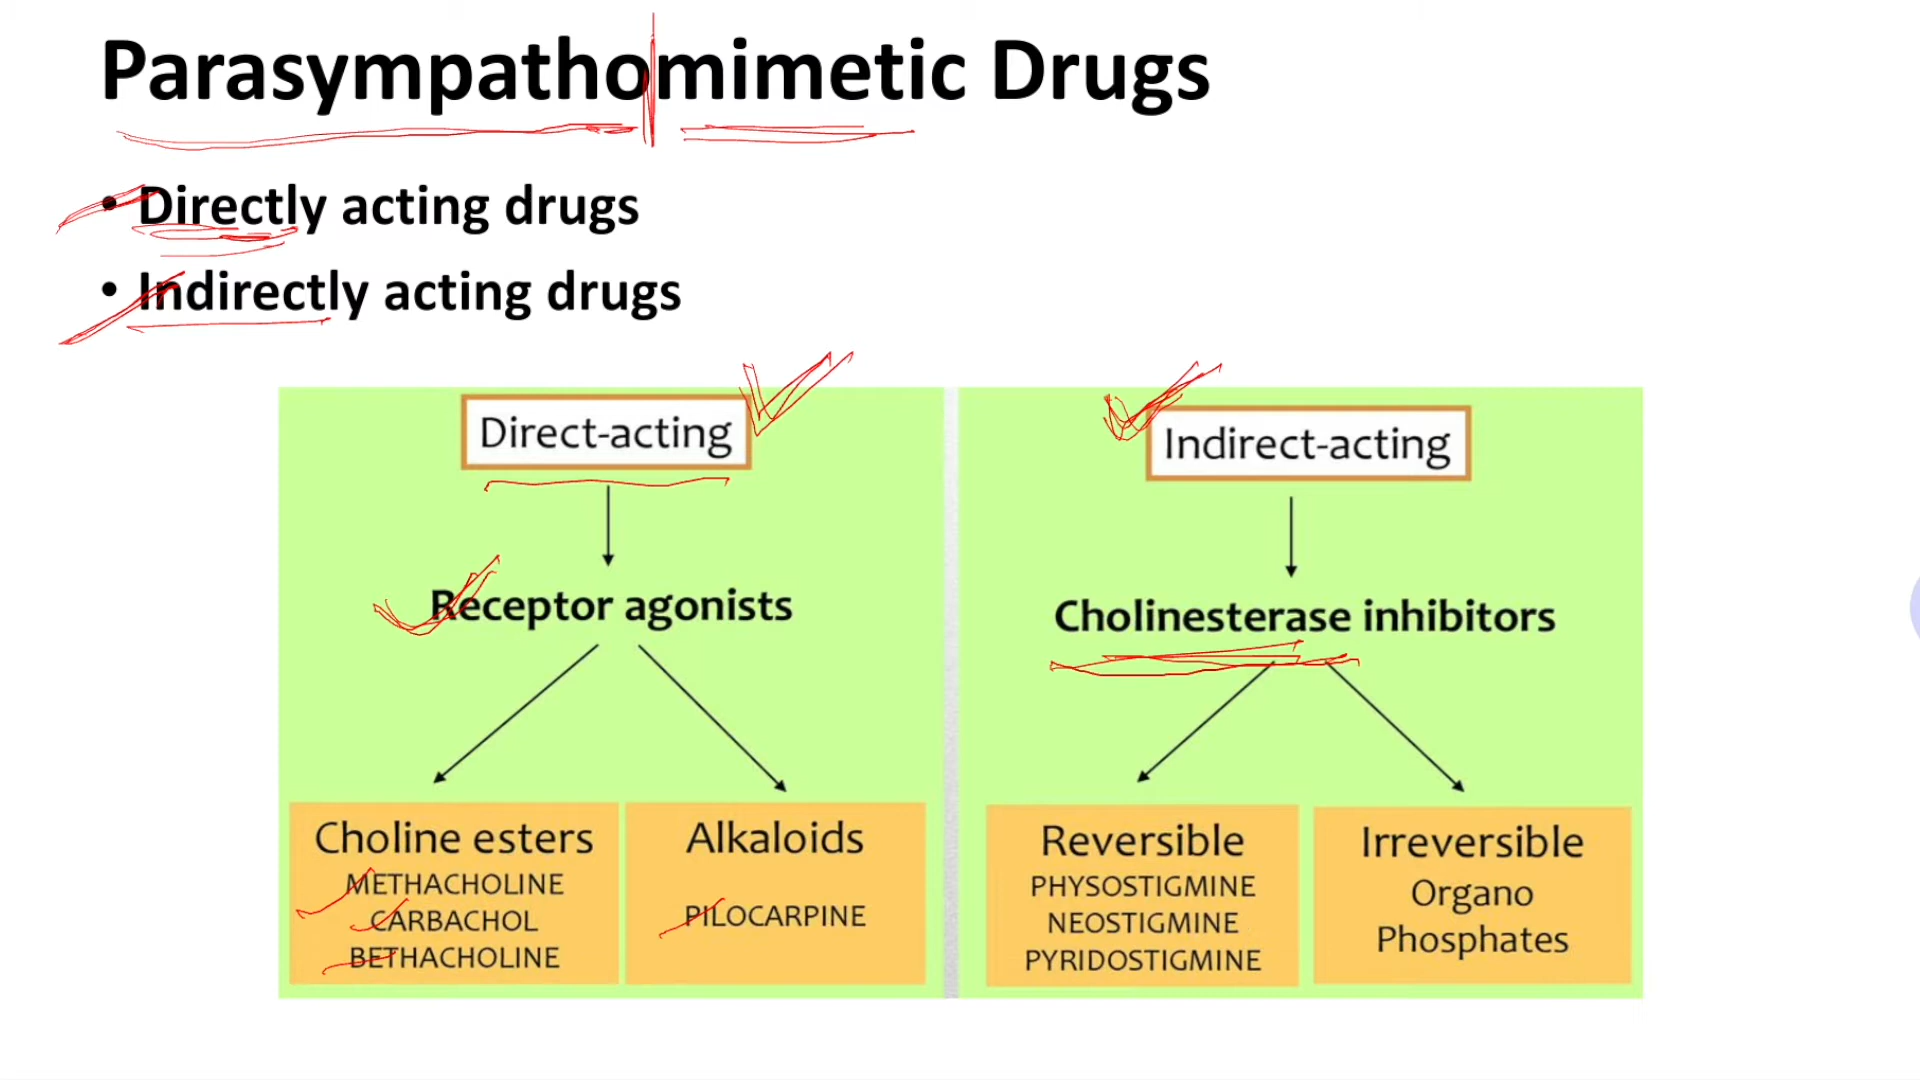 Parasympathomimetic Drugs
• Directly acting drugs
• Indirectly acting drugs
Direct-acting
Receptor agonists
Choline esters
METHACHOLINE
CARBACHOL
BETHACHOLINE
Alkaloids
PILOCARPINE
Indirect-acting
Cholinesterase inhibitors
Reversible
PHYSOSTIGMINE
NEOSTIGMINE
PYRIDOSTIGMINE
Irreversible
Organo
Phosphates